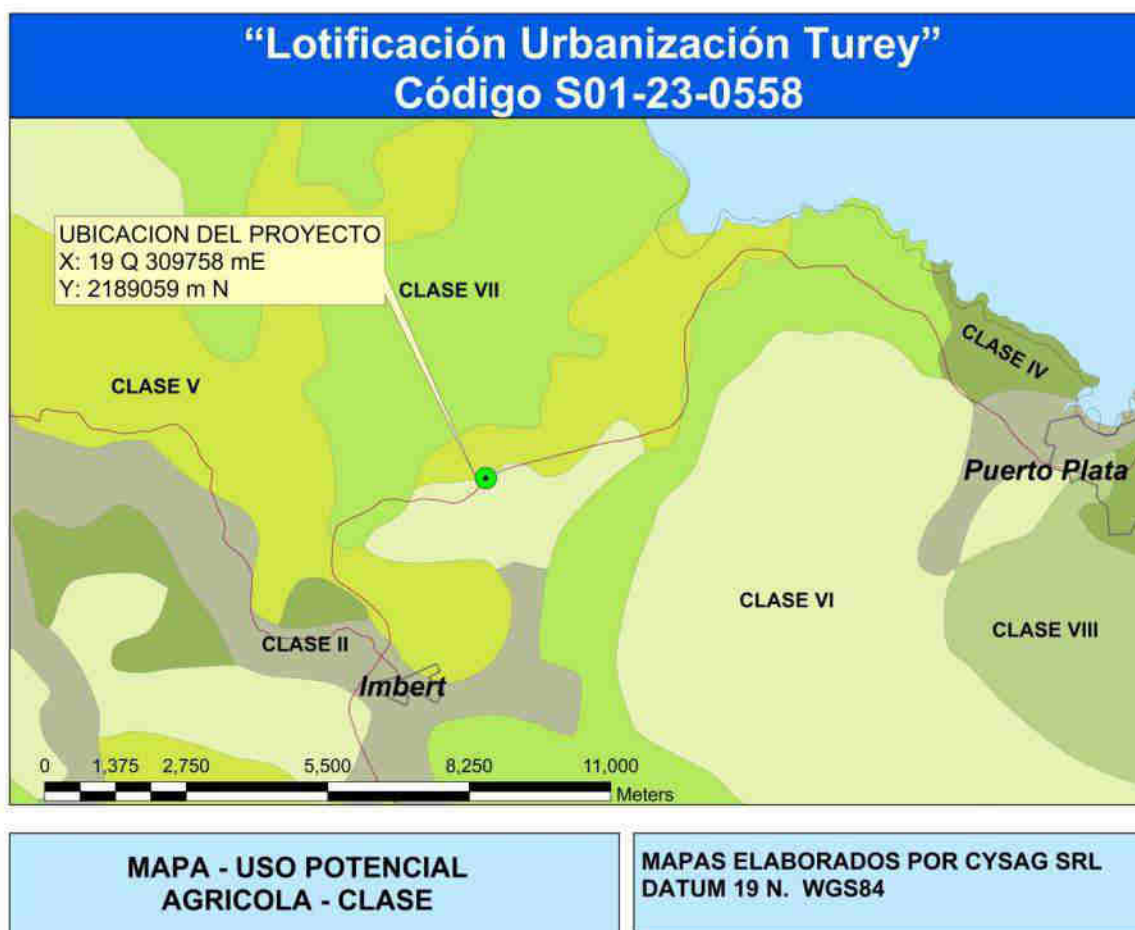 “Lotificación Urbanización Turey”
Código S01-23-0558
UBICACION DEL PROYECTO
X: 19 Q 309758 mE
Y: 2189059 m N
CLASE VII
CLASE IV
CLASE V
Puerto Plata
CLASE VI
CLASE VIII
CLASE II
Imbert
0 1,375 2,750 5,500 8,250 11,000
Meters
MAPA - USO POTENCIAL
AGRICOLA - CLASE
MAPAS ELABORADOS POR CYSAG SRL
DATUM 19 N. WGS84